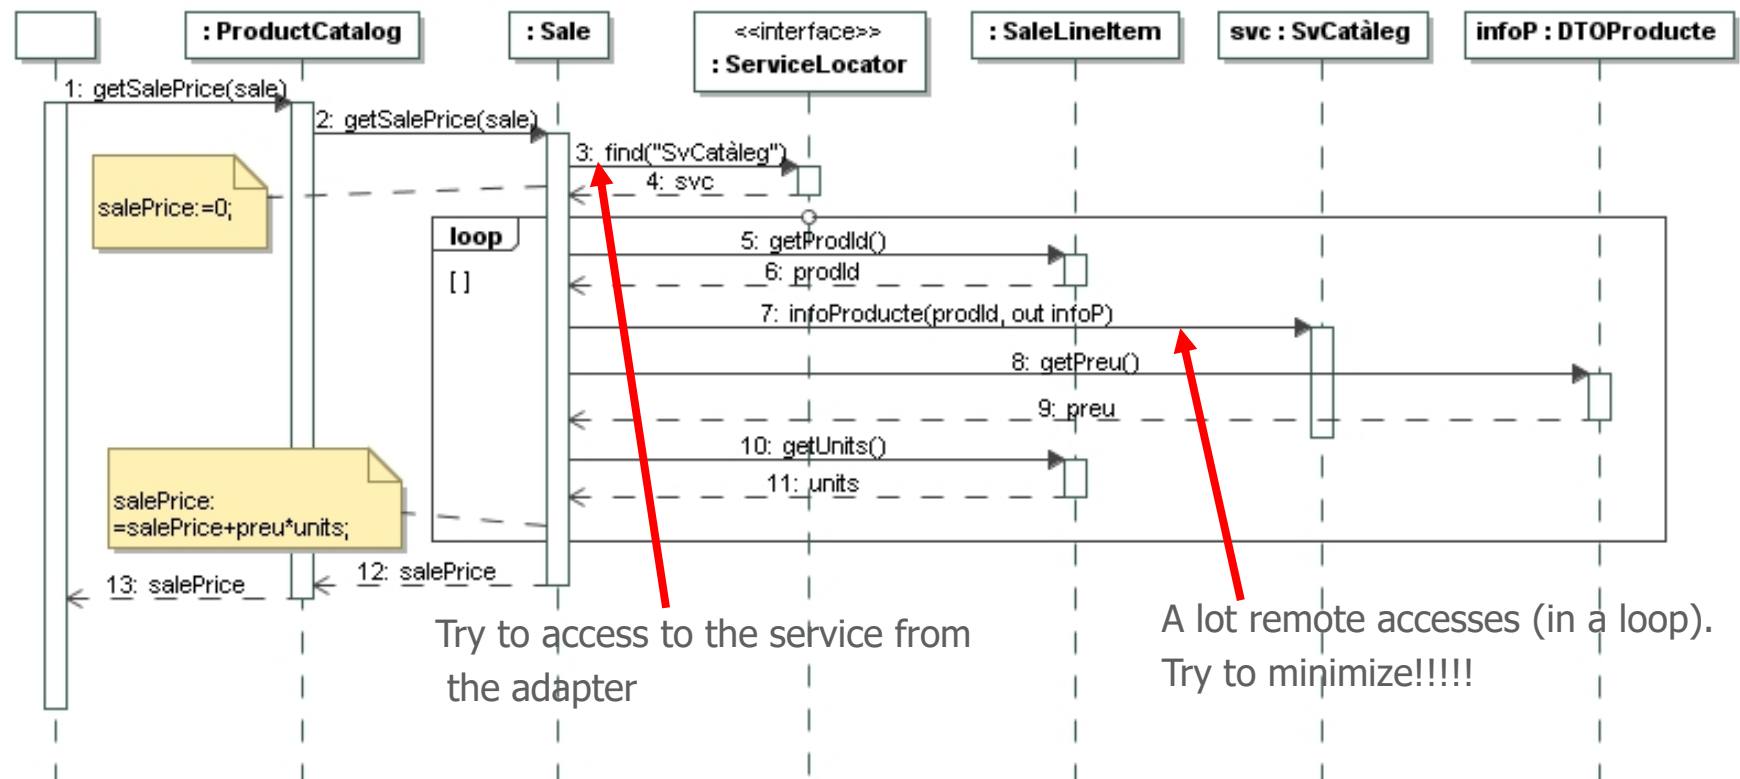 : ProductCatalog
: Sale
<<interface>>
: ServiceLocator
: SaleLineItem
svc : SvCatàleg
infoP : DTOProducte
1: getSalePrice(sale)
2: getSalePrice(sale)
3: find("SvCatàleg")
4: svc
salePrice:=0;
loop
[ ]
5: getProdId()
6: prodId
7: infoProducte(prodId, out infoP)
8: getPreu()
9: preu
10: getUnits()
11: units
salePrice:
=salePrice+preu*units;
12: salePrice
13: salePrice
Try to access to the service from
the adapter
A lot remote accesses (in a loop).
Try to minimize!!!!!